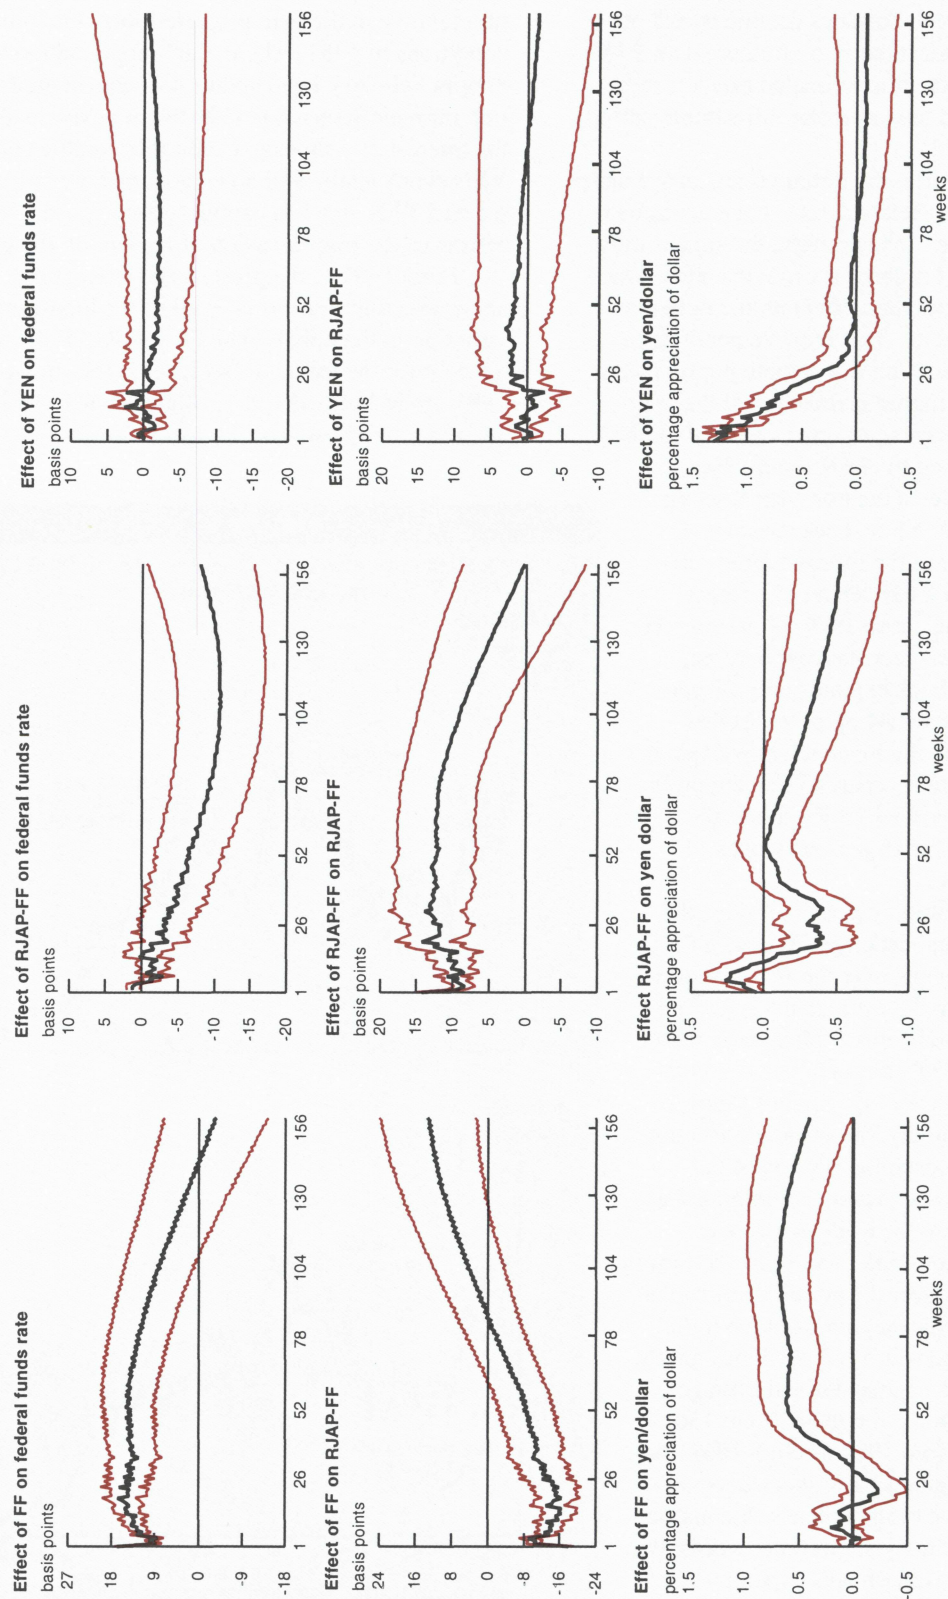 Effect of FF on federal funds rate
basis points
27
18
9
0
-9
-18
1 26 52 78 104 130 156
Effect of RJAP-FF on federal funds rate
basis points
10
5
0
-5
-10
-15
-20
1 26 52 78 104 130 156
Effect of YEN on federal funds rate
basis points
10
5
0
-5
-10
-15
-20
1 26 52 78 104 130 156
Effect of FF on RJAP-FF
basis points
24
16
8
0
-8
-16
-24
1 26 52 78 104 130 156
Effect of RJAP-FF on RJAP-FF
basis points
20
15
10
5
0
-5
-10
1 26 52 78 104 130 156
Effect of YEN on RJAP-FF
basis points
20
15
10
5
0
-5
-10
1 26 52 78 104 130 156
Effect of FF on yen/dollar
percentage appreciation of dollar
1.5
1.0
0.5
0.0
-0.5
1 26 52 78 104 130 156
weeks
Effect RJAP-FF on yen dollar
percentage appreciation of dollar
0.5
0.0
-0.5
-1.0
1 26 52 78 104 130 156
weeks
Effect of YEN on yen/dollar
percentage appreciation of dollar
1.5
1.0
0.5
0.0
-0.5
1 26 52 78 104 130 156
weeks